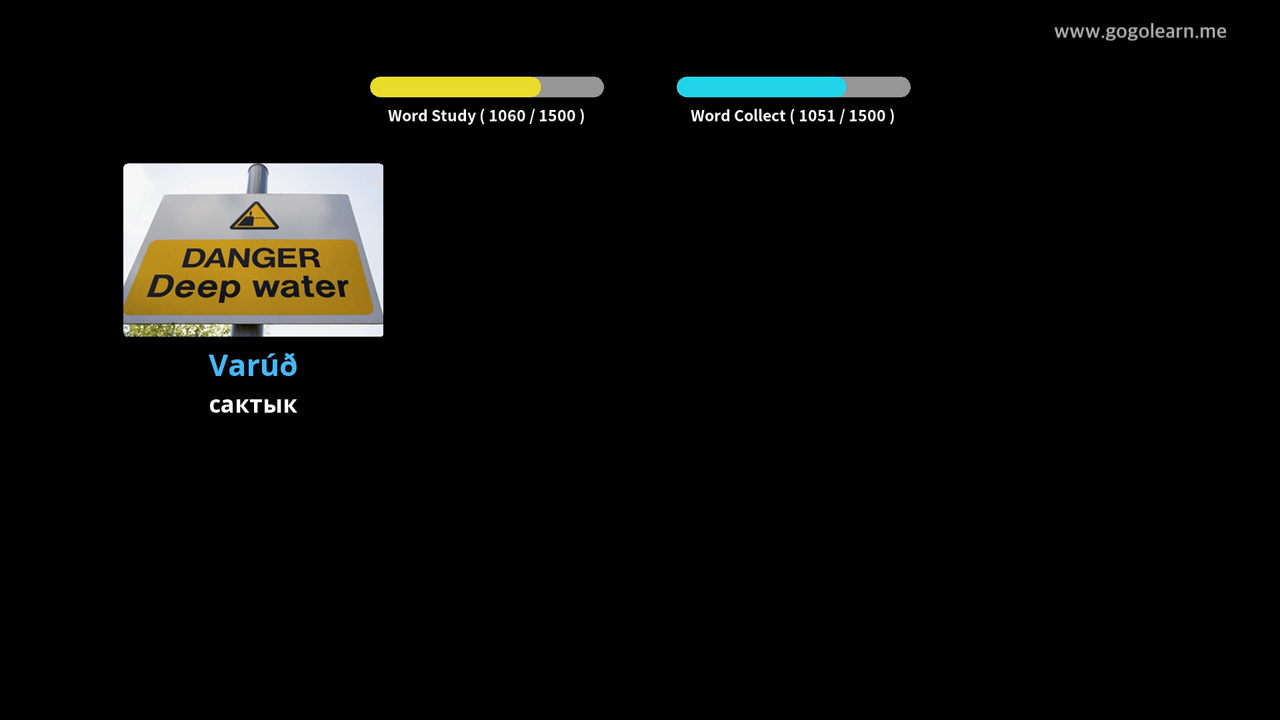 www.gogolearn.me
Word Study ( 1060 / 1500 )
Word Collect ( 1051 / 1500 )
DANGER
Deep water
Varúð
сактык